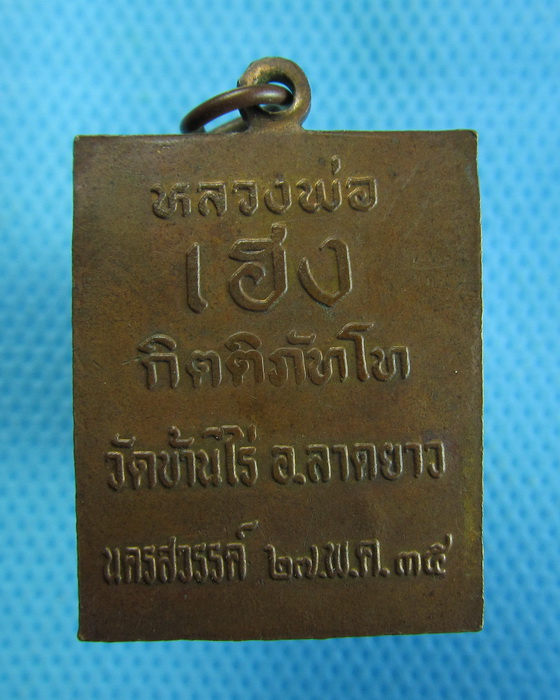 หลวงพ่อ
เฮง
กิตติภัทโท
วัดบ้านไร่ อ.ลาดยาว
นครสวรรค์ ๒๗.พ.ค.๓๕